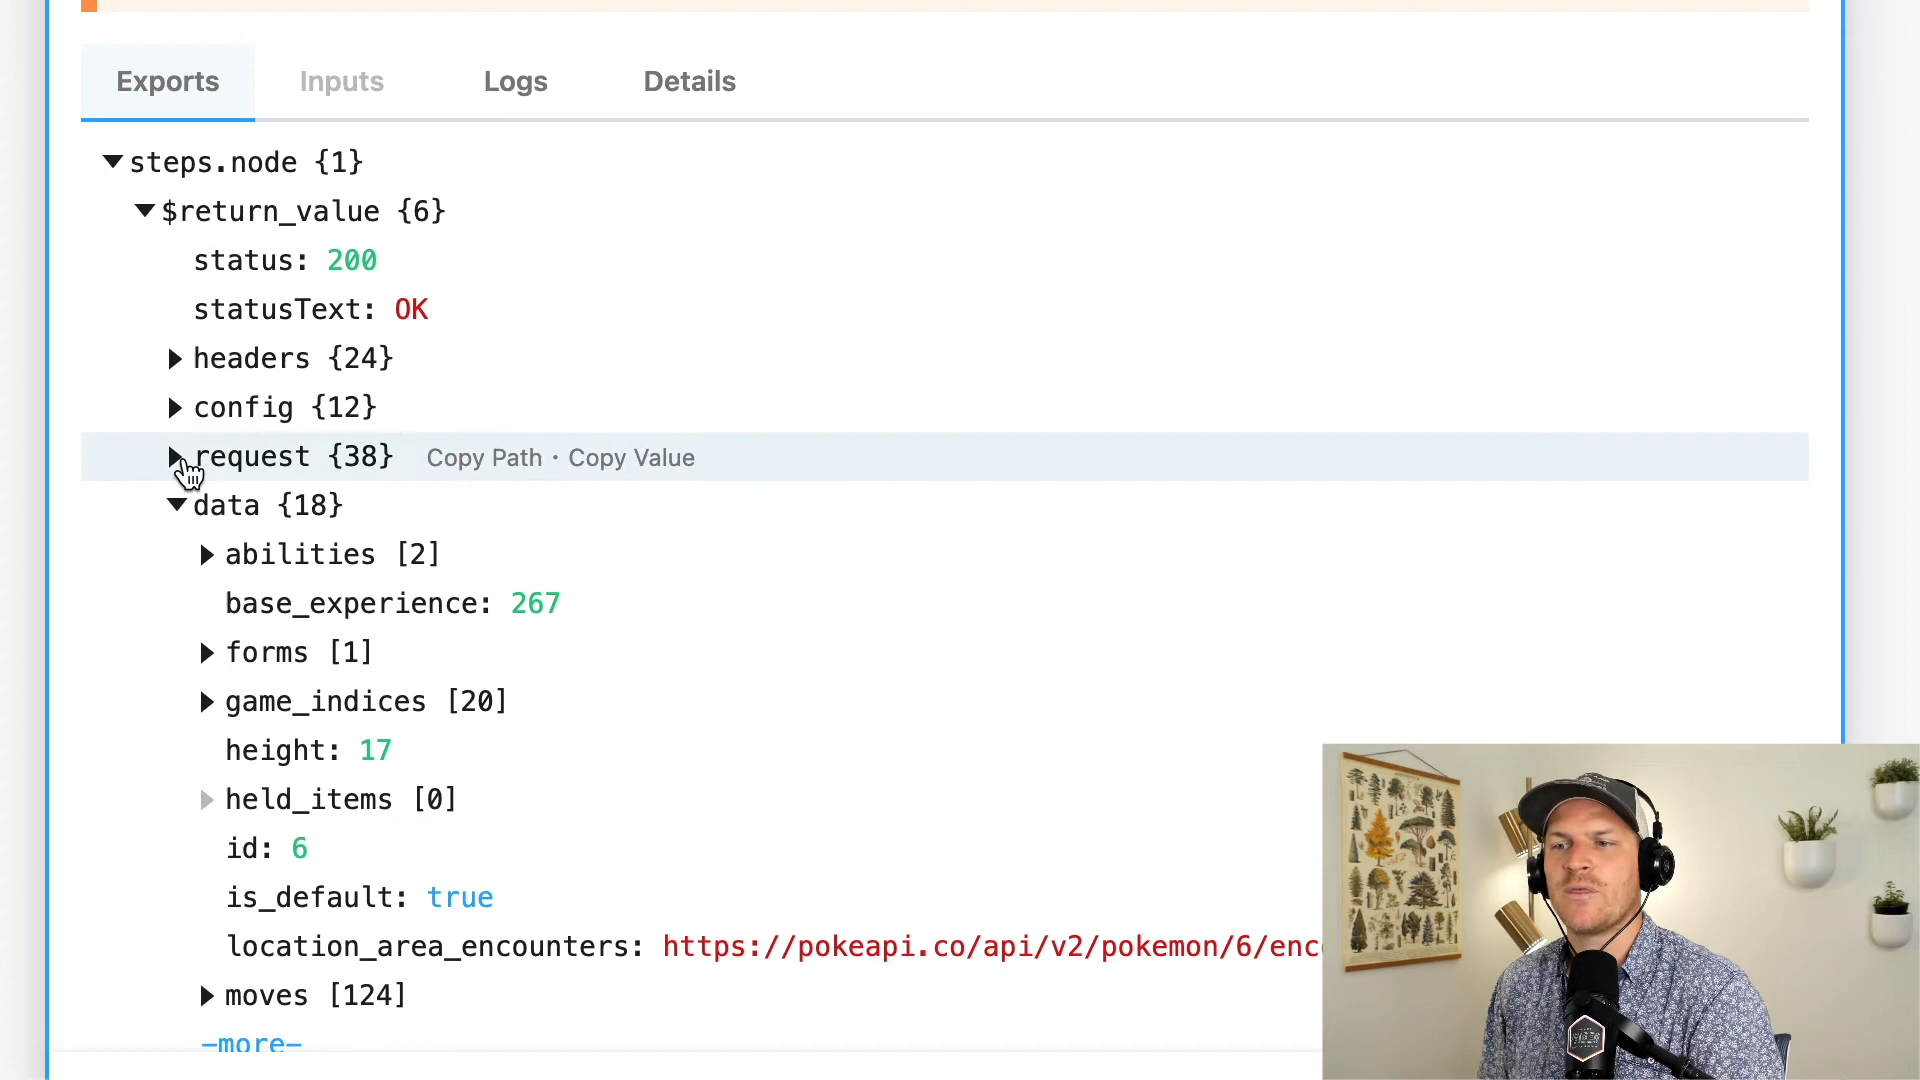 Exports Inputs Logs Details
steps.node {1}
$return_value {6}
status: 200
statusText: OK
headers {24}
config {12}
request {38} Copy Path • Copy Value
data {18}
abilities [2]
base_experience: 267
forms [1]
game_indices [20]
height: 17
held_items [0]
id: 6
is_default: true
location_area_encounters: https://pokeapi.co/api/v2/pokemon/6/enc
moves [124]
—more—